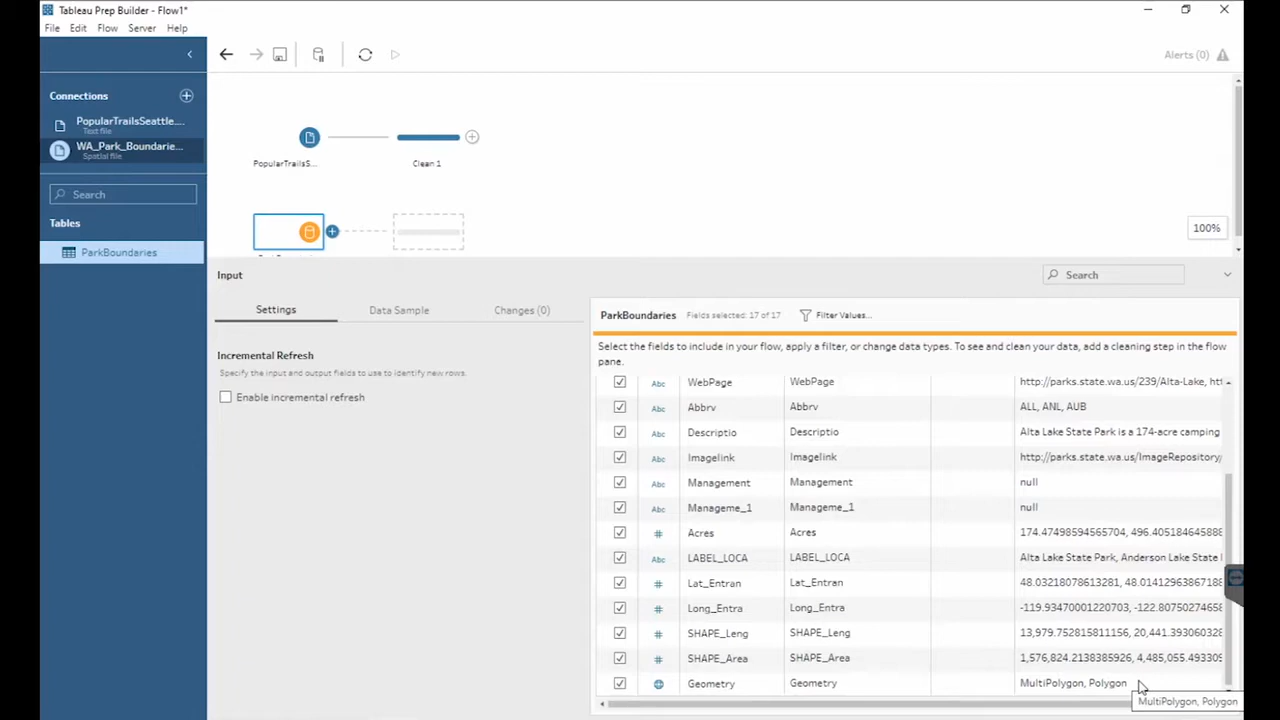 Tableau Prep Builder - Flow1*
File Edit Flow Server Help
Alerts (0)
Connections
PopularTrailsSeattle....
Text file
WA_Park_Boundarie...
Spatial file
Search
Tables
ParkBoundaries
PopularTrailsS...
Clean 1
100%
Input
Search
Settings Data Sample Changes (0)
Incremental Refresh
Specify the input and output fields to use to identify new rows.
Enable incremental refresh
ParkBoundaries Fields selected: 17 of 17 Filter Values...
Select the fields to include in your flow, apply a filter, or change data types. To see and clean your data, add a cleaning step in the flow
pane.
Abc WebPage WebPage http://parks.state.wa.us/239/Alta-Lake, htt
Abc Abbrv Abbrv ALL, ANL, AUB
Abc Descriptio Descriptio Alta Lake State Park is a 174-acre camping
Abc Imagelink Imagelink http://parks.state.wa.us/ImageRepository/
Abc Management Management null
Abc Manageme_1 Manageme_1 null
# Acres Acres 174.47498594565704, 496.405184645888
Abc LABEL_LOCA LABEL_LOCA Alta Lake State Park, Anderson Lake State
# Lat_Entran Lat_Entran 48.03218078613281, 48.01412963867188
# Long_Entra Long_Entra -119.93470001220703, -122.80750274658
# SHAPE_Leng SHAPE_Leng 13,979.752815811156, 20,441.393060328
# SHAPE_Area SHAPE_Area 1,576,824.2138385926, 4,485,055.493309
Geometry Geometry MultiPolygon, Polygon
MultiPolygon, Polygon